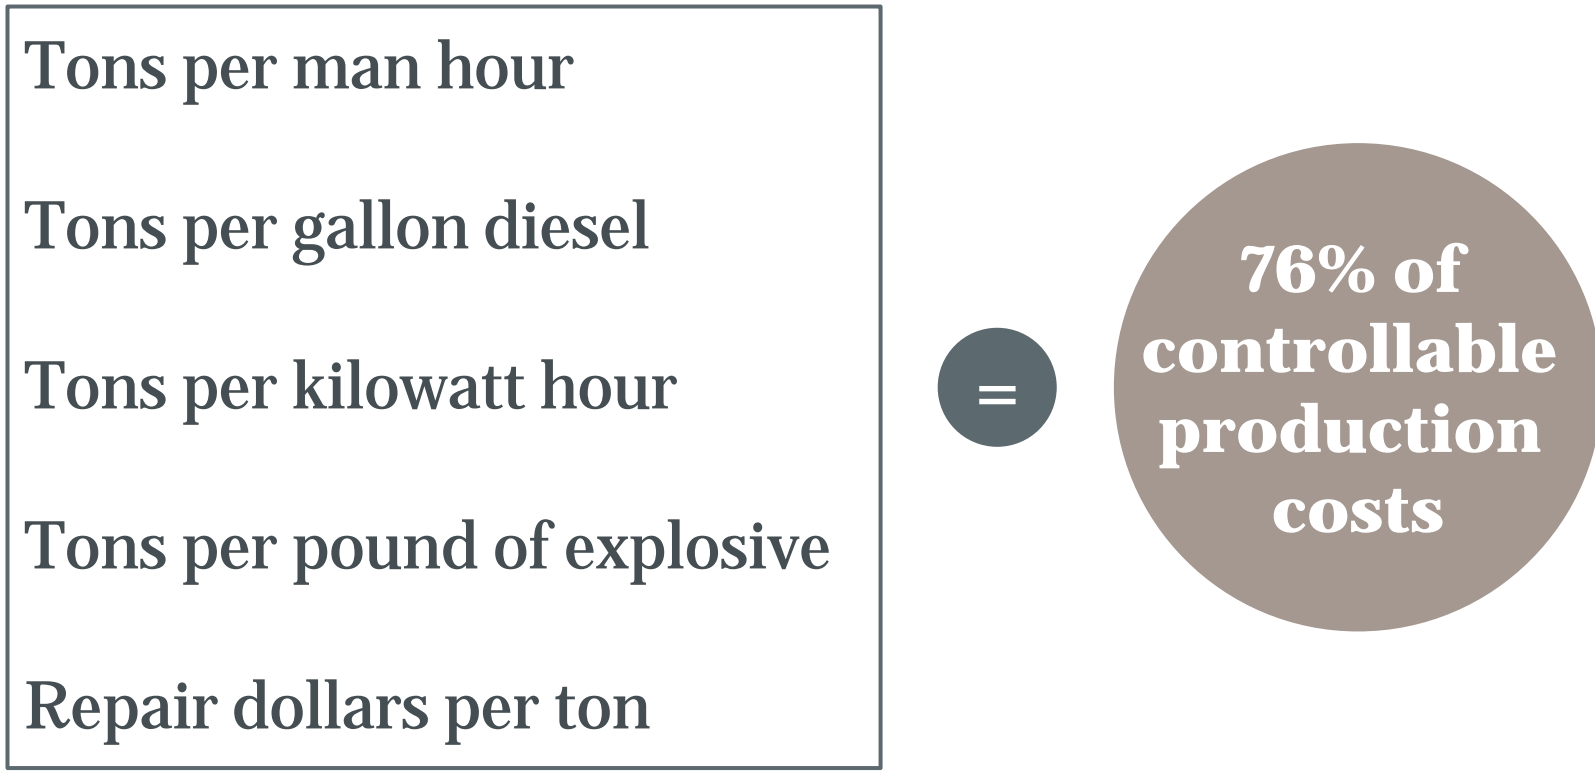 Tons per man hour
Tons per gallon diesel
Tons per kilowatt hour
Tons per pound of explosive
Repair dollars per ton
=
76% of
controllable
production
costs